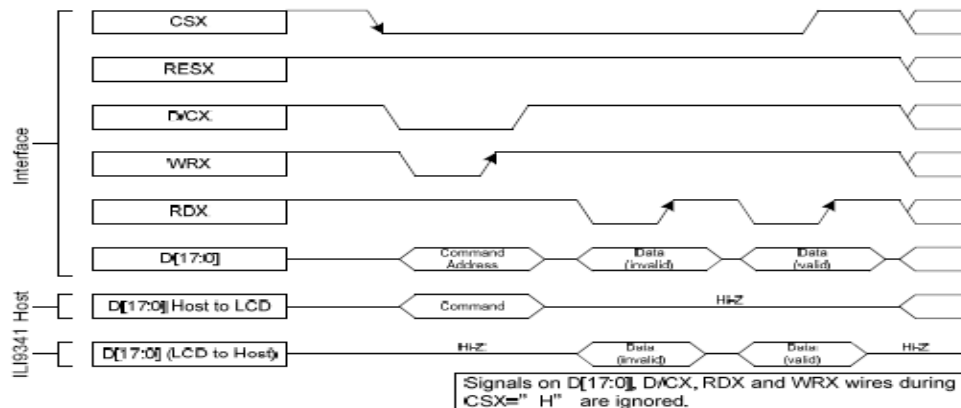 CSX
RESX
D/CX
WRX
RDX
D[17:0]
Command
Address
Data
(invalid)
Data
(valid)
Interface
D[17:0] Host to LCD
Command
Hi-Z
D[17:0] (LCD to Host)
Hi-Z
Data
(invalid)
Data
(valid)
Hi-Z
ILI9341 Host
Signals on D[17:0], D/CX, RDX and WRX wires during
CSX=" H" are ignored.